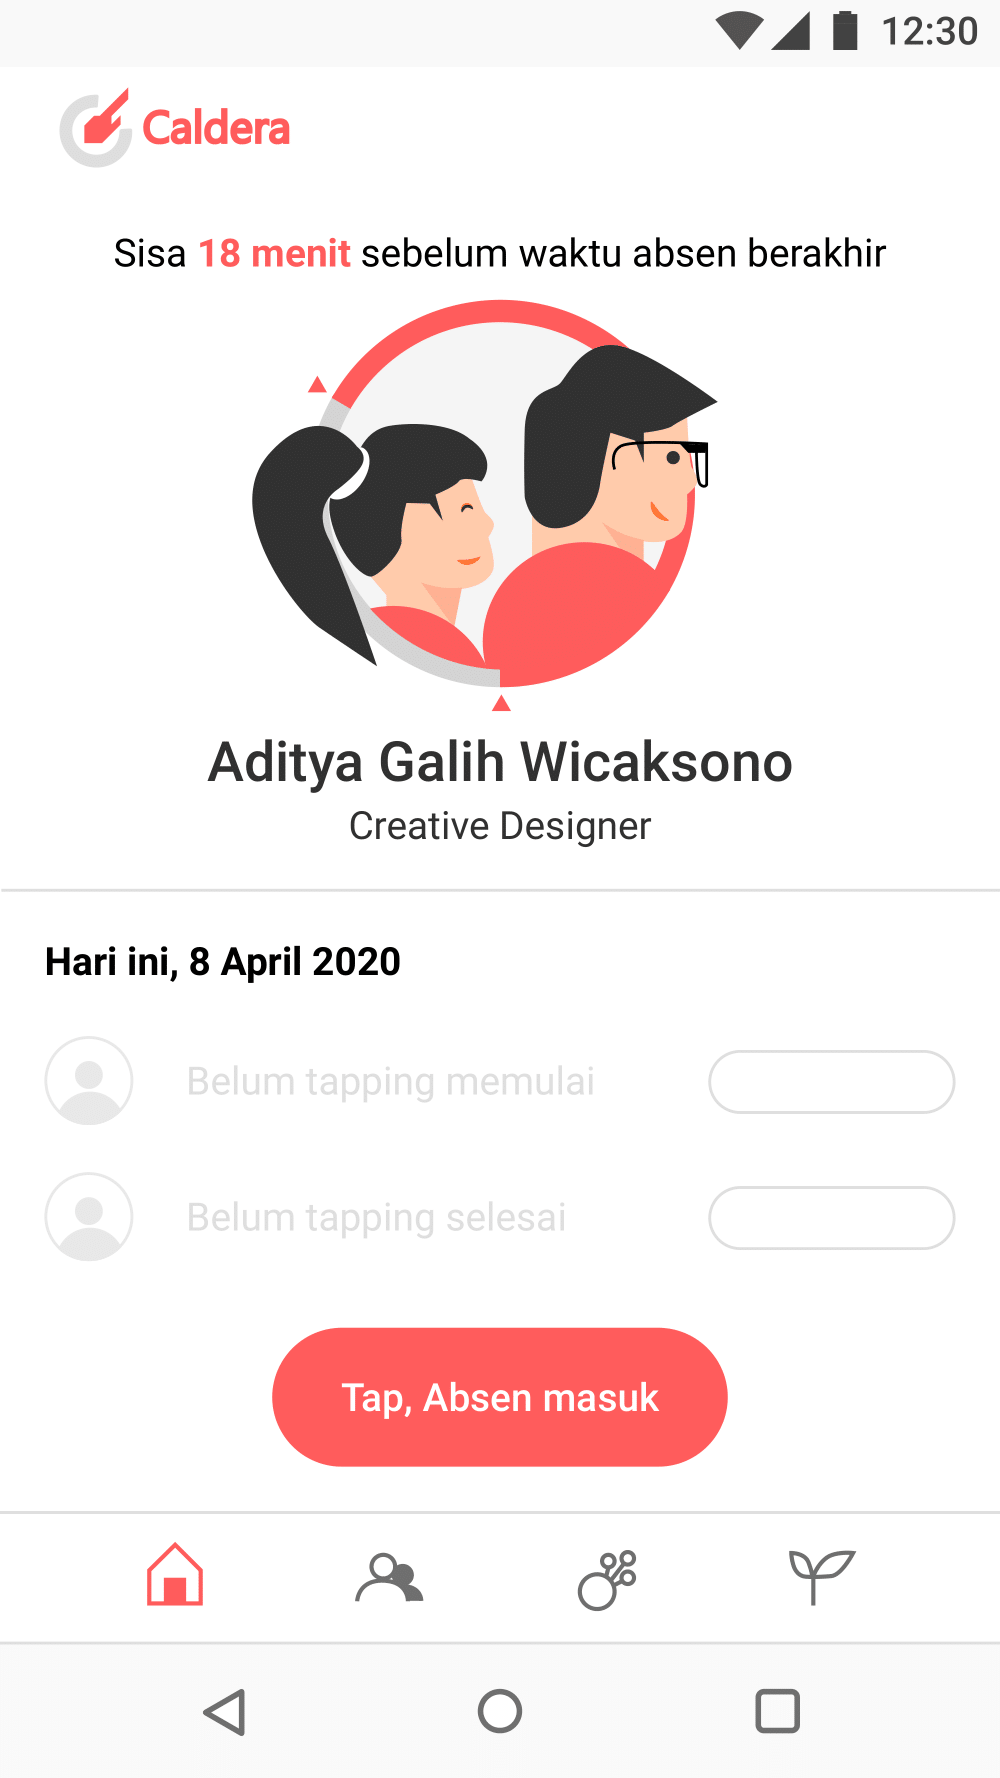 12:30
Caldera
Sisa 18 menit sebelum waktu absen berakhir
Aditya Galih Wicaksono
Creative Designer
Hari ini, 8 April 2020
Belum tapping memulai
Belum tapping selesai
Tap, Absen masuk